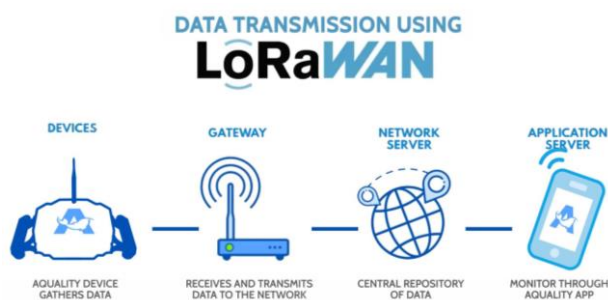 DATA TRANSMISSION USING
LoRaWAN
DEVICES
GATEWAY
NETWORK
SERVER
APPLICATION
SERVER
AQUALITY DEVICE
GATHERS DATA
RECEIVES AND TRANSMITS
DATA TO THE NETWORK
CENTRAL REPOSITORY
OF DATA
MONITOR THROUGH
AQUALITY APP